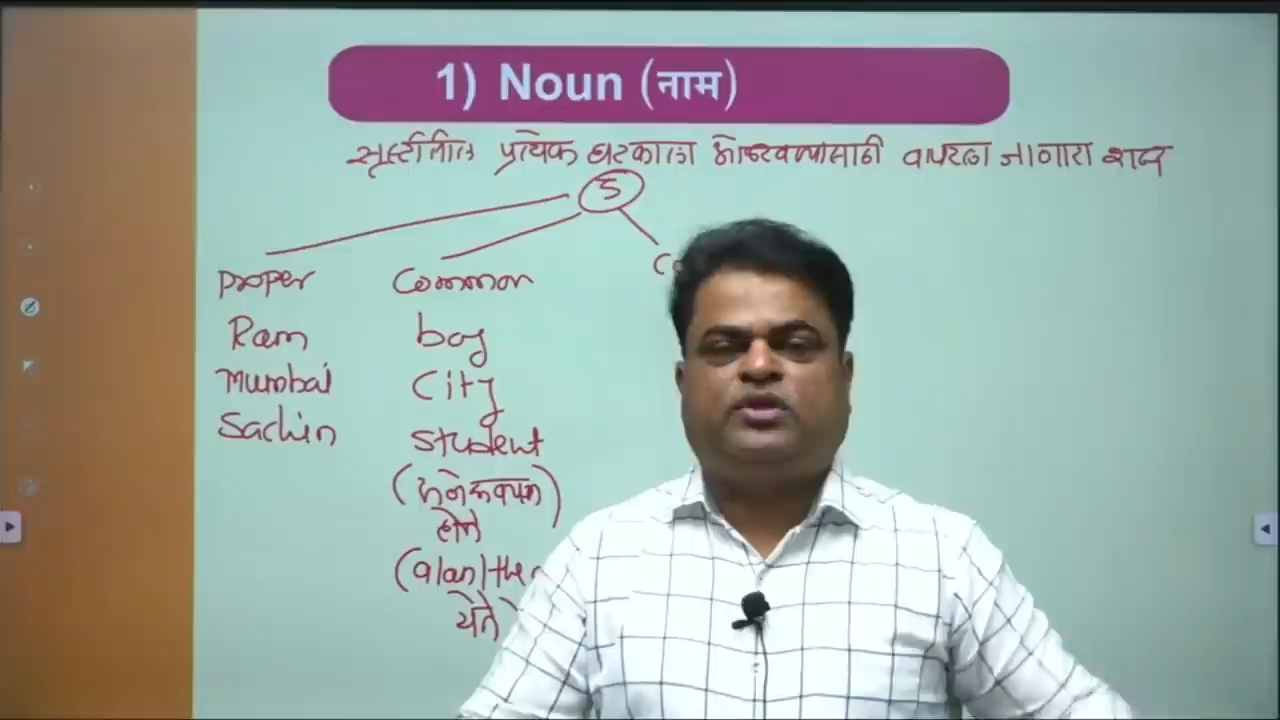 1) Noun (नाम)
सृष्टीतील प्रत्येक घटकाला ओळखण्यासाठी वापरला जाणारा शब्द
5
Proper Common
Ram boy
Mumbai City
Sachin Student
(अनेकवचन)
होते
(a/an/the
येते